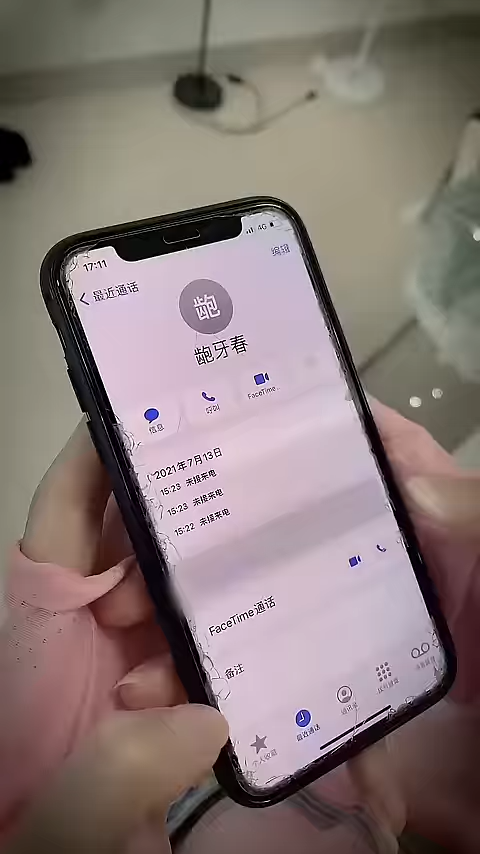 17:11
4G
编辑
最近通话
龅
龅牙春
信息
呼叫
FaceTime...
2021年7月13日
15:23 未接来电
15:23 未接来电
15:22 未接来电
FaceTime通话
备注
个人收藏
最近通话
通讯录
拨号键盘
语音留言